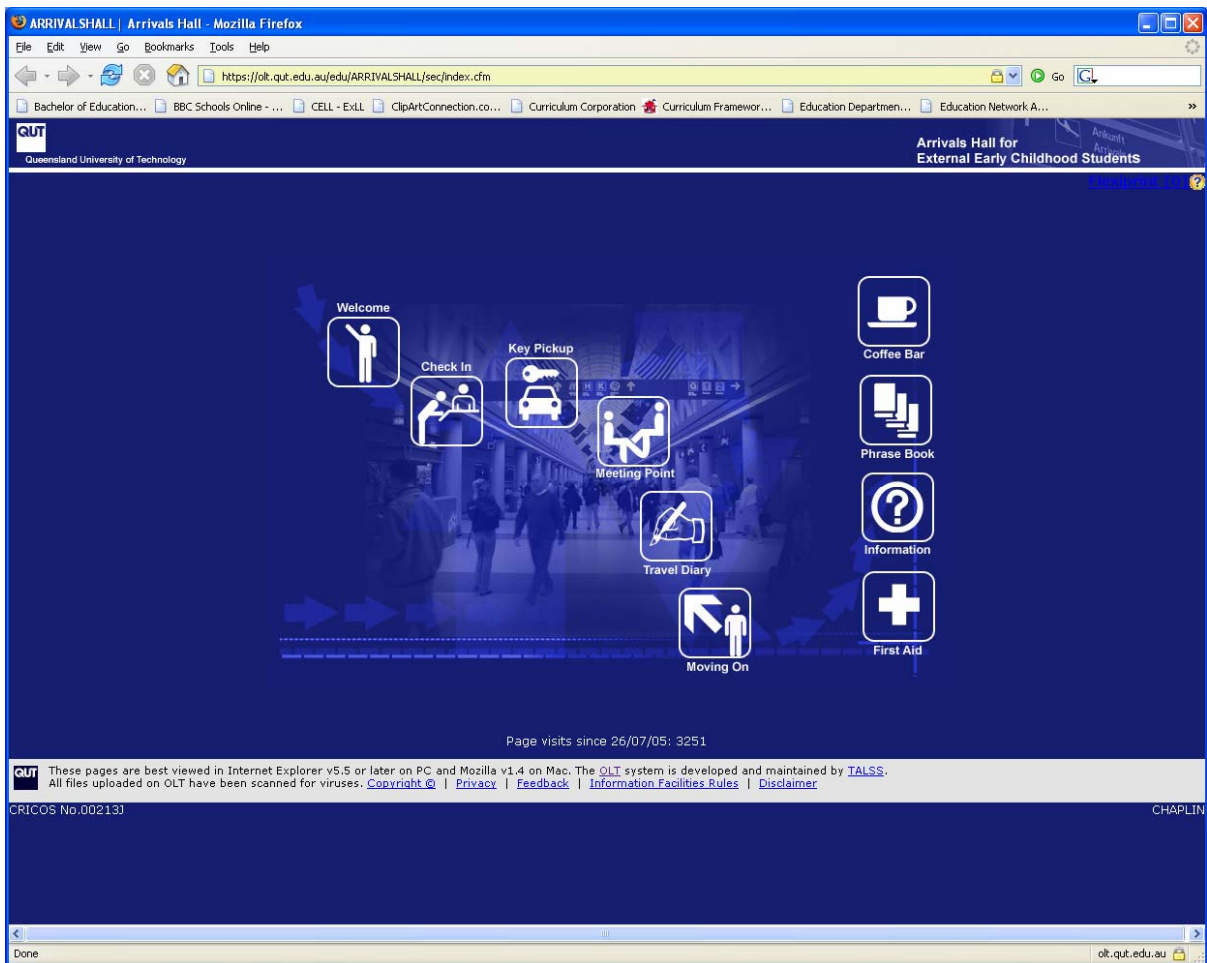 ARRIVALSHALL | Arrivals Hall - Mozilla Firefox
File Edit View Go Bookmarks Tools Help
https://olt.qut.edu.au/edu/ARRIVALSHALL/sec/index.cfm
Go
G
Bachelor of Education... BBC Schools Online - ... CELL - ExLL ClipArtConnection.co... Curriculum Corporation Curriculum Framewor... Education Departmen... Education Network A... »
QUT
Queensland University of Technology
Ankunft
Arrivals
Arrivals Hall for
External Early Childhood Students
Flexiprint 101 ?
Welcome
Check In
Key Pickup
Meeting Point
Travel Diary
Moving On
Coffee Bar
Phrase Book
Information
First Aid
Page visits since 26/07/05: 3251
QUT
These pages are best viewed in Internet Explorer v5.5 or later on PC and Mozilla v1.4 on Mac. The OLT system is developed and maintained by TALSS.
All files uploaded on OLT have been scanned for viruses. Copyright © | Privacy | Feedback | Information Facilities Rules | Disclaimer
CRICOS No.00213J CHAPLIN
Done olt.qut.edu.au